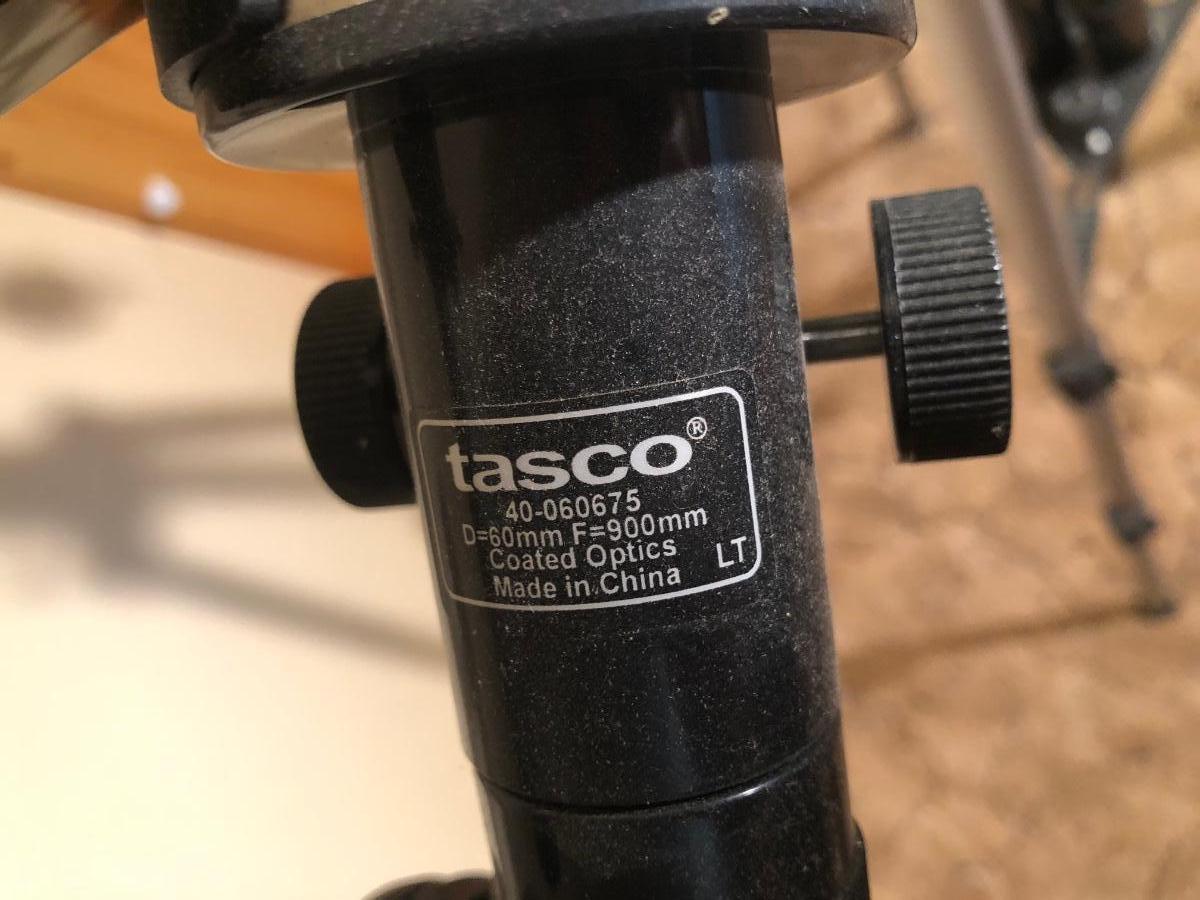 tasco®
40-060675
D=60mm F=900mm
Coated Optics
Made in China LT